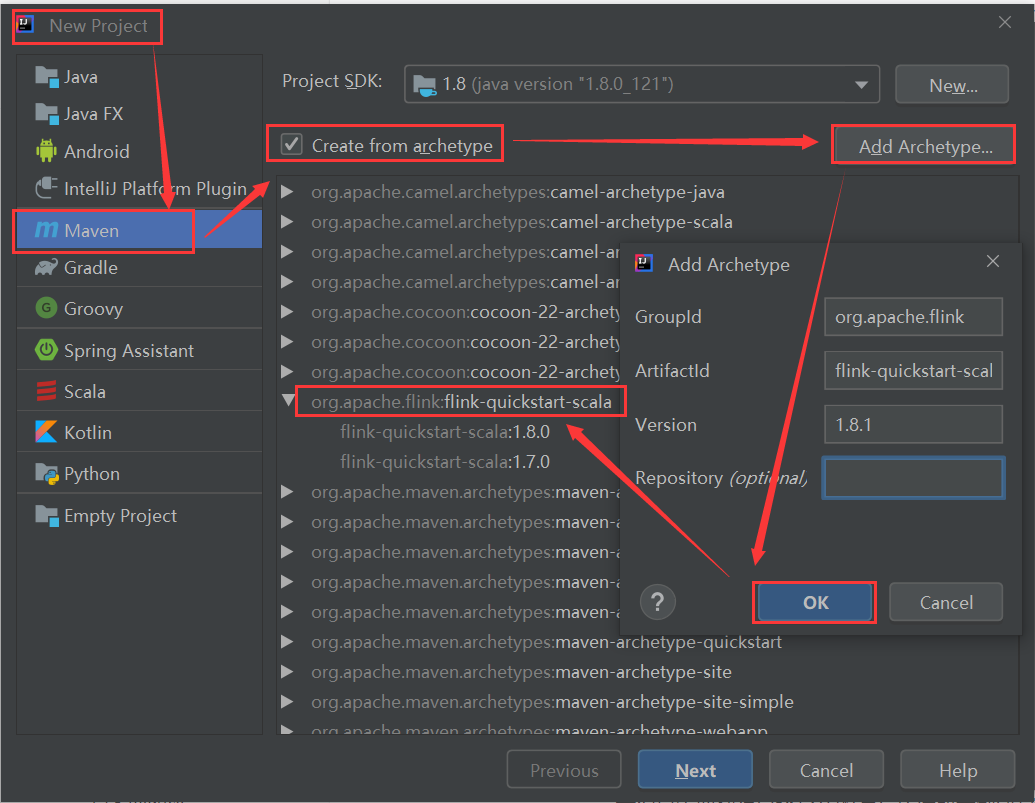 New Project
Java
Java FX
Android
IntelliJ Platform Plugin
Maven
Gradle
Groovy
Spring Assistant
Scala
Kotlin
Python
Empty Project
Project SDK:
1.8 (java version "1.8.0_121")
New...
Create from archetype
Add Archetype...
org.apache.camel.archetypes:camel-archetype-java
org.apache.camel.archetypes:camel-archetype-scala
org.apache.camel.archetypes:camel-ar
org.apache.camel.archetypes:camel-ar
org.apache.cocoon:cocoon-22-archety
org.apache.cocoon:cocoon-22-archety
org.apache.cocoon:cocoon-22-archety
org.apache.flink:flink-quickstart-scala
flink-quickstart-scala:1.8.0
flink-quickstart-scala:1.7.0
org.apache.maven.archetypes:maven-a
org.apache.maven.archetypes:maven-a
org.apache.maven.archetypes:maven-a
org.apache.maven.archetypes:maven-a
org.apache.maven.archetypes:maven-a
org.apache.maven.archetypes:maven-archetype-quickstart
org.apache.maven.archetypes:maven-archetype-site
org.apache.maven.archetypes:maven-archetype-site-simple
org.apache.maven.archetypes:maven-archetype-webapp
Add Archetype
GroupId
org.apache.flink
ArtifactId
flink-quickstart-scal
Version
1.8.1
Repository (optional)
?
OK
Cancel
Previous
Next
Cancel
Help